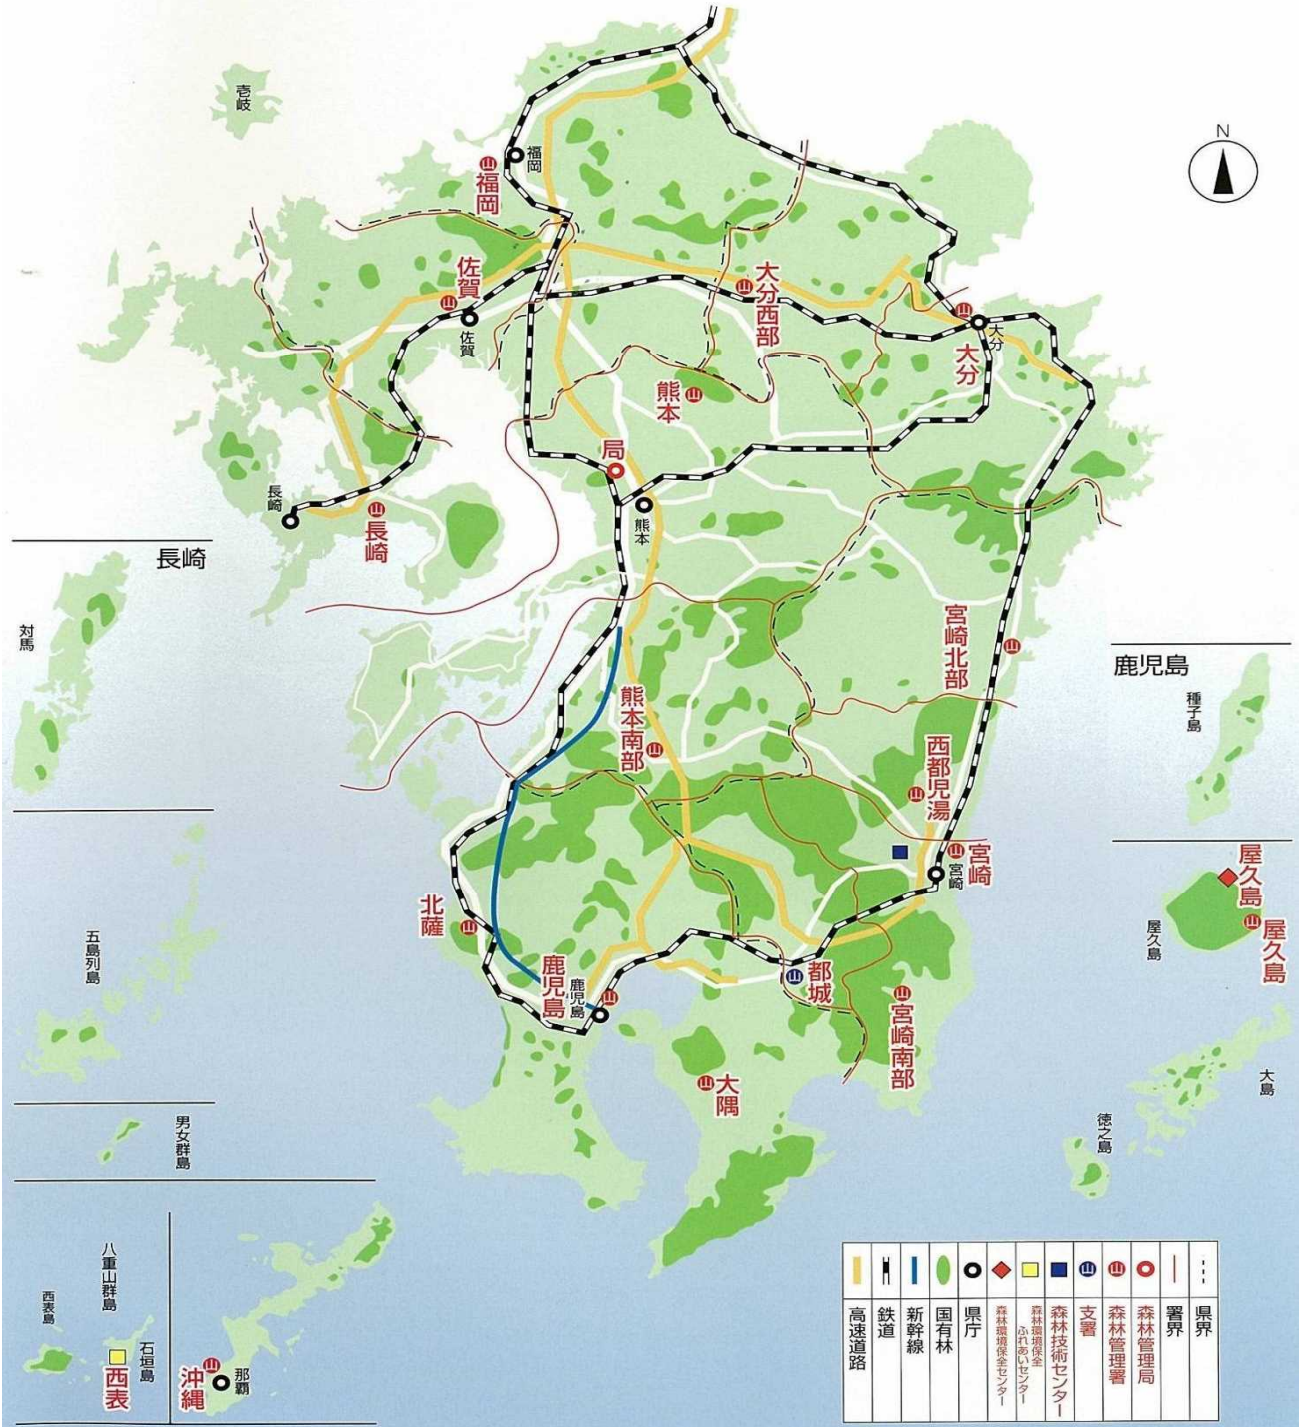 N
壱岐
福岡
福岡
佐賀
佐賀
大分西部
大分
大分
熊本
局
熊本
長崎
長崎
長崎
対馬
宮崎北部
鹿児島
種子島
熊本南部
西都児湯
宮崎
宮崎
屋久島
屋久島
屋久島
北薩
五島列島
鹿児島
鹿児島
都城
宮崎南部
大隅
大島
徳之島
男女群島
八重山群島
西表島
石垣島
西表
沖縄
那覇
県界
署界
森林管理局
森林管理署
支署
森林技術センター
森林環境保全
ふれあいセンター
森林環境保全センター
県庁
国有林
新幹線
鉄道
高速道路